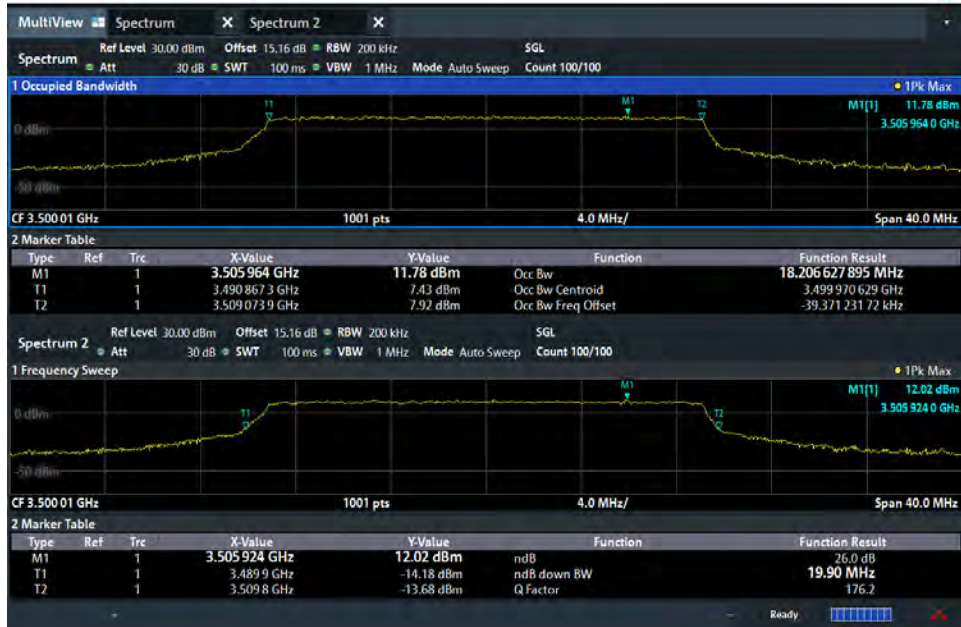 MultiView Spectrum X Spectrum 2 X
Ref Level 30.00 dBm Offset 15.16 dB RBW 200 kHz SGL
Spectrum Att 30 dB SWT 100 ms VBW 1 MHz Mode Auto Sweep Count 100/100
1 Occupied Bandwidth 1Pk Max
T1 M1 T2 M1[1] 11.78 dBm
3.505 964 0 GHz
0 dBm
-50 dBm
CF 3.500 01 GHz 1001 pts 4.0 MHz/ Span 40.0 MHz
2 Marker Table
Type Ref Trc X-Value Y-Value Function Function Result
M1 1 3.505 964 GHz 11.78 dBm Occ Bw 18.206 627 895 MHz
T1 1 3.490 867 3 GHz 7.43 dBm Occ Bw Centroid 3.499 970 629 GHz
T2 1 3.509 073 9 GHz 7.92 dBm Occ Bw Freq Offset -39.371 231 72 kHz
Ref Level 30.00 dBm Offset 15.16 dB RBW 200 kHz SGL
Spectrum 2 Att 30 dB SWT 100 ms VBW 1 MHz Mode Auto Sweep Count 100/100
1 Frequency Sweep 1Pk Max
M1 M1[1] 12.02 dBm
3.505 924 0 GHz
0 dBm T1 T2
-50 dBm
CF 3.500 01 GHz 1001 pts 4.0 MHz/ Span 40.0 MHz
2 Marker Table
Type Ref Trc X-Value Y-Value Function Function Result
M1 1 3.505 924 GHz 12.02 dBm ndB 26.0 dB
T1 1 3.489 9 GHz -14.18 dBm ndB down BW 19.90 MHz
T2 1 3.509 8 GHz -13.68 dBm Q Factor 176.2
Ready